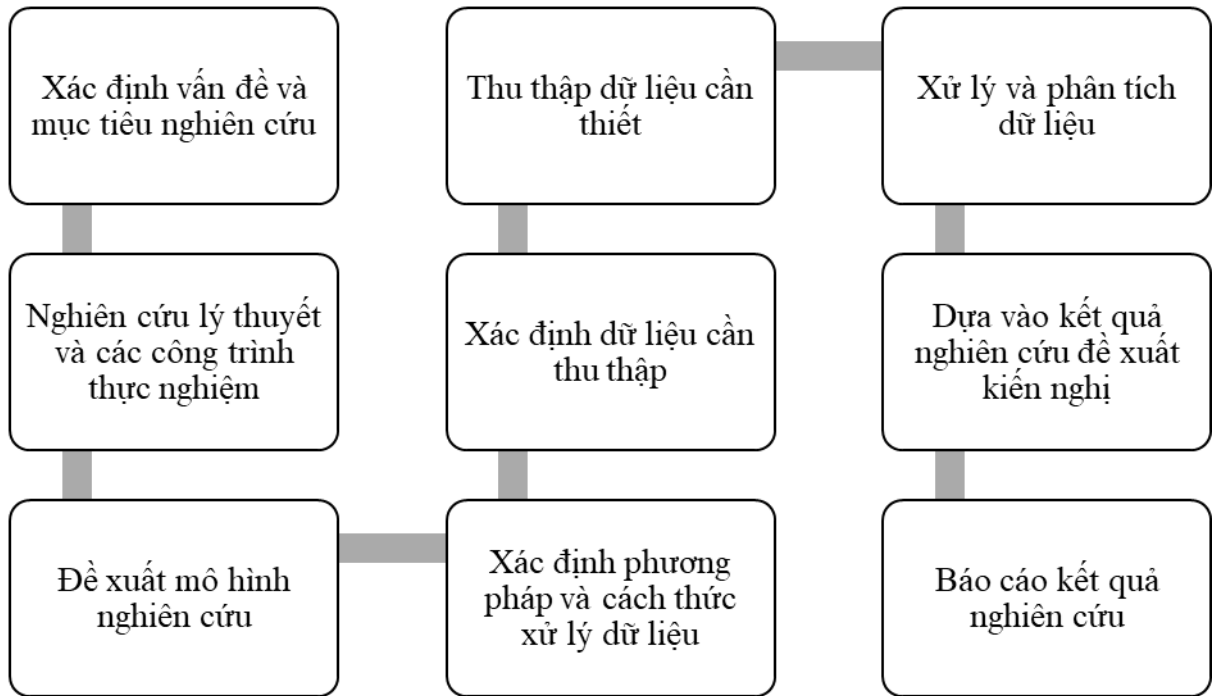 Xác định vấn đề và
mục tiêu nghiên cứu
Nghiên cứu lý thuyết
và các công trình
thực nghiệm
Đề xuất mô hình
nghiên cứu
Xác định phương
pháp và cách thức
xử lý dữ liệu
Xác định dữ liệu cần
thu thập
Thu thập dữ liệu cần
thiết
Xử lý và phân tích
dữ liệu
Dựa vào kết quả
nghiên cứu đề xuất
kiến nghị
Báo cáo kết quả
nghiên cứu